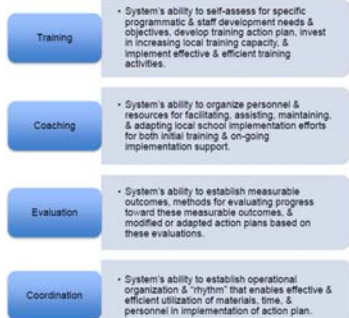 Training
• System's ability to self-assess for specific
programmatic & staff development needs &
objectives, develop training action plan, invest
in increasing local training capacity, &
implement effective & efficient training
activities.
Coaching
• System's ability to organize personnel &
resources for facilitating, assisting, maintaining,
& adapting local school implementation efforts
for both initial training & on-going
implementation support.
Evaluation
• System's ability to establish measurable
outcomes, methods for evaluating progress
toward these measurable outcomes, &
modified or adapted action plans based on
these evaluations.
Coordination
• System's ability to establish operational
organization & "rhythm" that enables effective &
efficient utilization of materials, time, &
personnel in implementation of action plan.